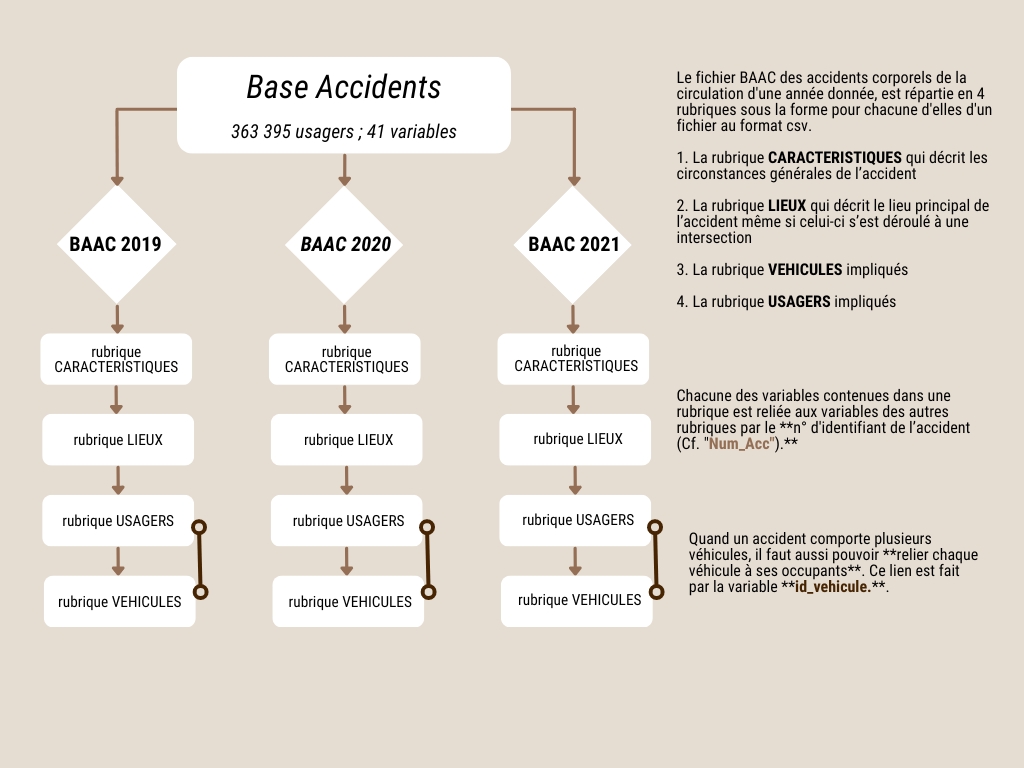 Base Accidents
363 395 usagers ; 41 variables
BAAC 2019
BAAC 2020
BAAC 2021
rubrique
CARACTERISTIQUES
rubrique
CARACTERISTIQUES
rubrique
CARACTERISTIQUES
rubrique LIEUX
rubrique LIEUX
rubrique LIEUX
rubrique USAGERS
rubrique USAGERS
rubrique USAGERS
rubrique VEHICULES
rubrique VEHICULES
rubrique VEHICULES
Le fichier BAAC des accidents corporels de la
circulation d'une année donnée, est répartie en 4
rubriques sous la forme pour chacune d'elles d'un
fichier au format csv.
1. La rubrique CARACTERISTIQUES qui décrit les
circonstances générales de l’accident
2. La rubrique LIEUX qui décrit le lieu principal de
l’accident même si celui-ci s’est déroulé à une
intersection
3. La rubrique VEHICULES impliqués
4. La rubrique USAGERS impliqués
Chacune des variables contenues dans une
rubrique est reliée aux variables des autres
rubriques par le **n° d'identifiant de l’accident
(Cf. "Num_Acc").**
Quand un accident comporte plusieurs
véhicules, il faut aussi pouvoir **relier chaque
véhicule à ses occupants**. Ce lien est fait
par la variable **id_vehicule.**.